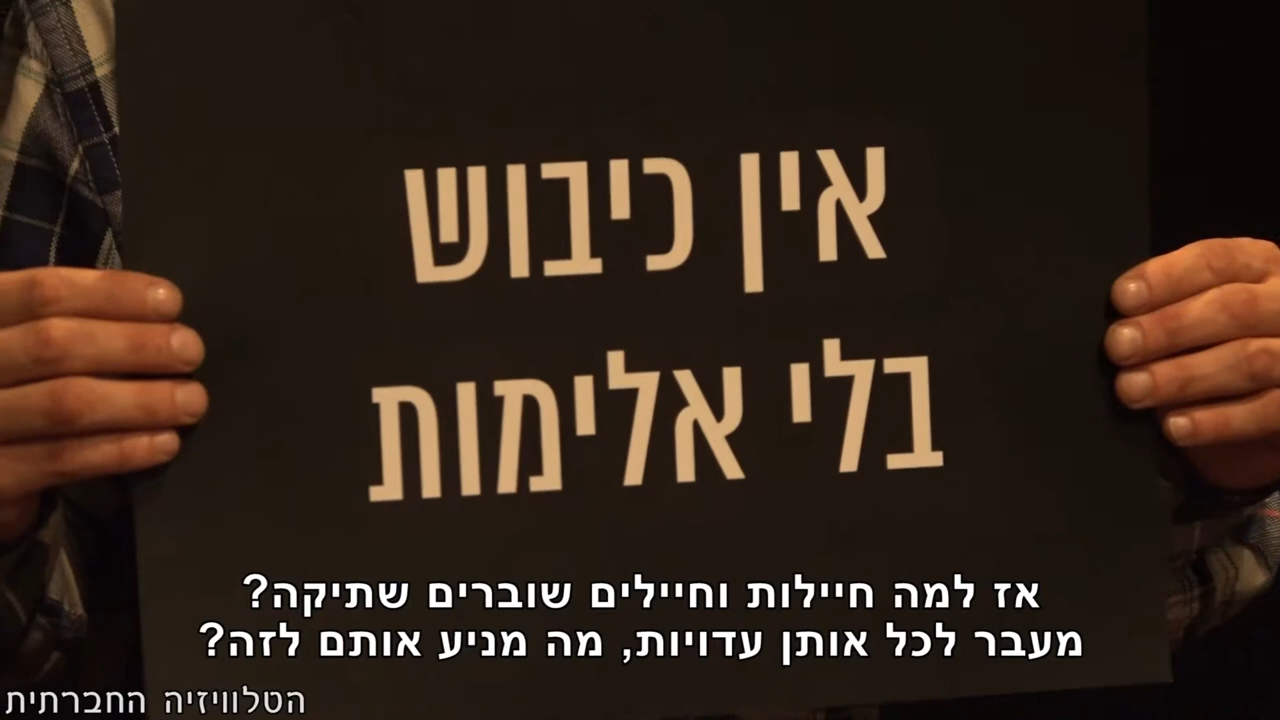 אין כיבוש
בלי אלימות
אז למה חיילות וחיילים שוברים שתיקה?
מעבר לכל אותן עדויות, מה מניע אותם לזה?
הטלוויזיה החברתית